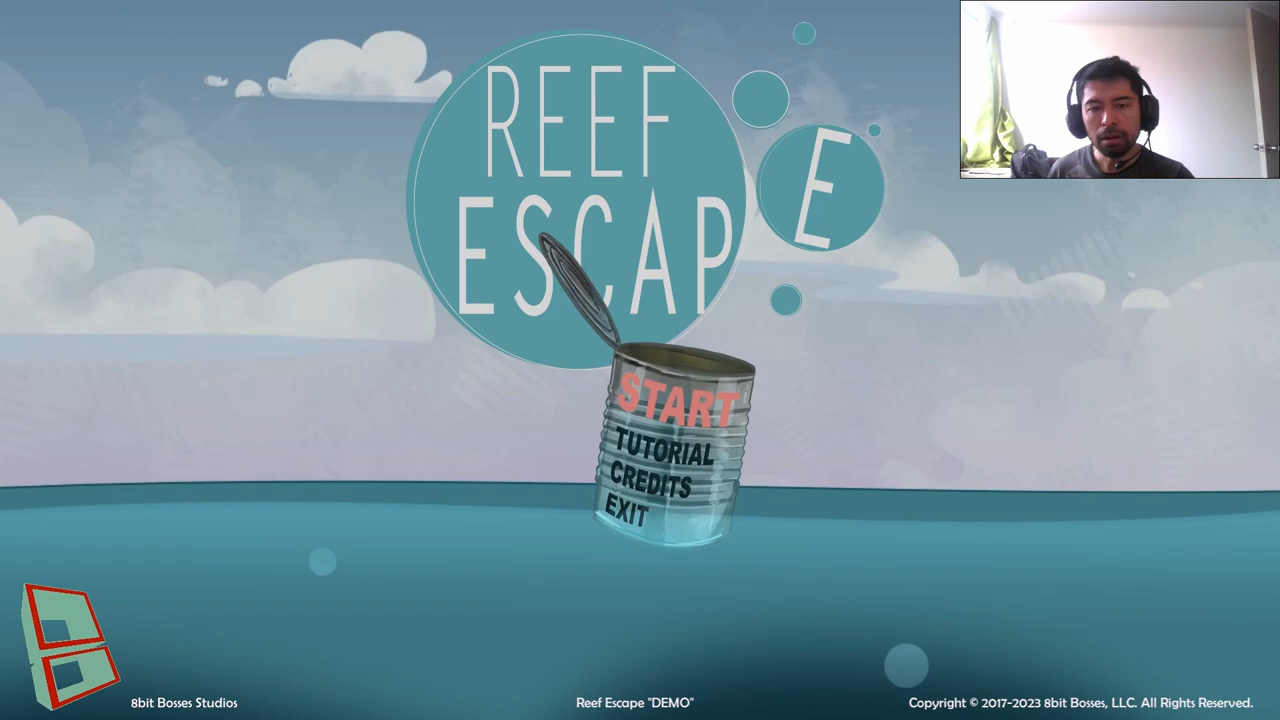 REEF
ESCAP
E
START
TUTORIAL
CREDITS
EXIT
8bit Bosses Studios
Reef Escape "DEMO"
Copyright © 2017-2023 8bit Bosses, LLC. All Rights Reserved.